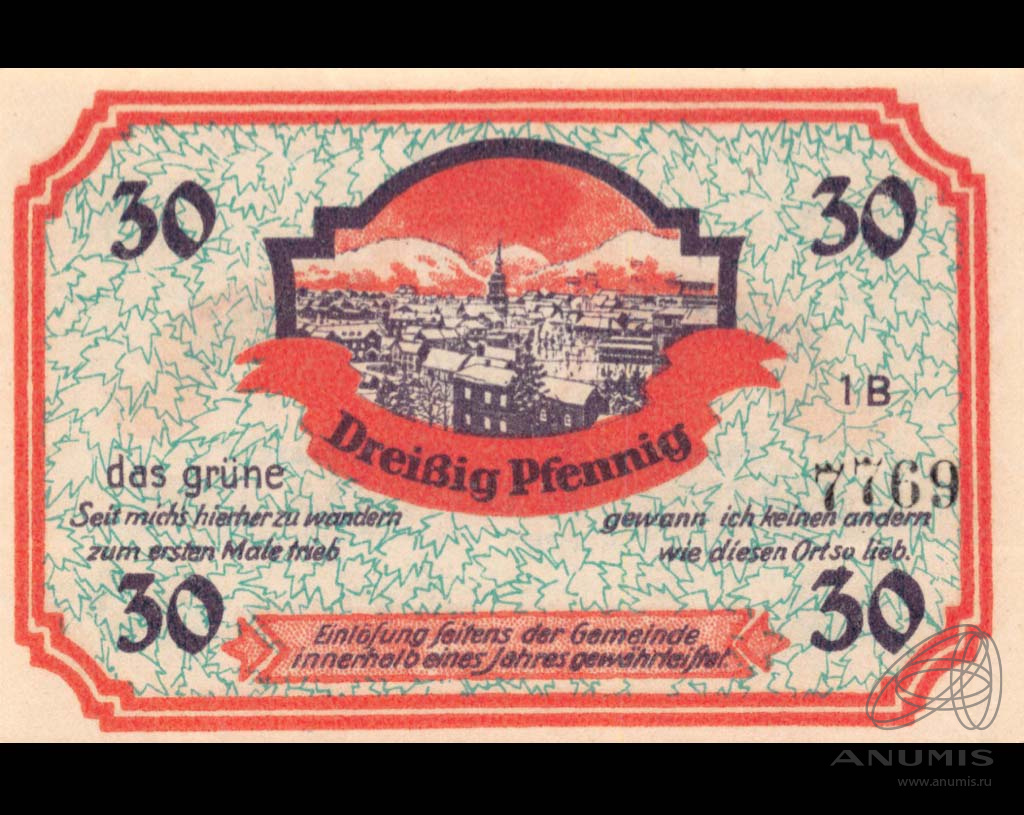 30
30
1 B
Dreißig Pfennig
das grüne
7769
Seit michs hierher zu wandern
gewann ich keinen andern
zum ersten Male trieb
wie diesen Ort so lieb.
30
30
Einlösung seitens der Gemeinde
innerhalb eines Jahres gewährleistet.
ANUMIS
www.anumis.ru